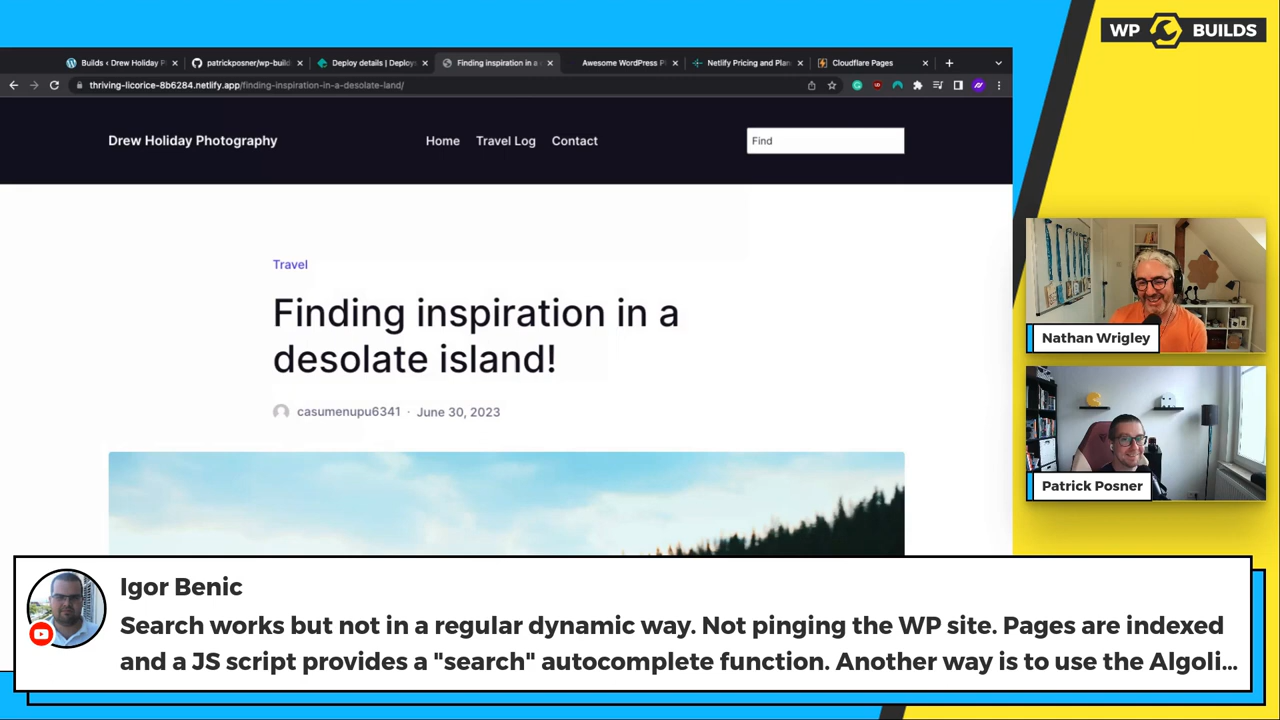 WP BUILDS
Builds ‹ Drew Holiday P
patrickposner/wp-build
Deploy details | Deploys
Finding inspiration in a
Awesome WordPress P
Netlify Pricing and Plan
Cloudflare Pages
thriving-licorice-8b6284.netlify.app/finding-inspiration-in-a-desolate-land/
Drew Holiday Photography
Home Travel Log Contact
Find
Travel
Finding inspiration in a
desolate island!
casumenupu6341 · June 30, 2023
Nathan Wrigley
Patrick Posner
Igor Benic
Search works but not in a regular dynamic way. Not pinging the WP site. Pages are indexed
and a JS script provides a "search" autocomplete function. Another way is to use the Algoli...